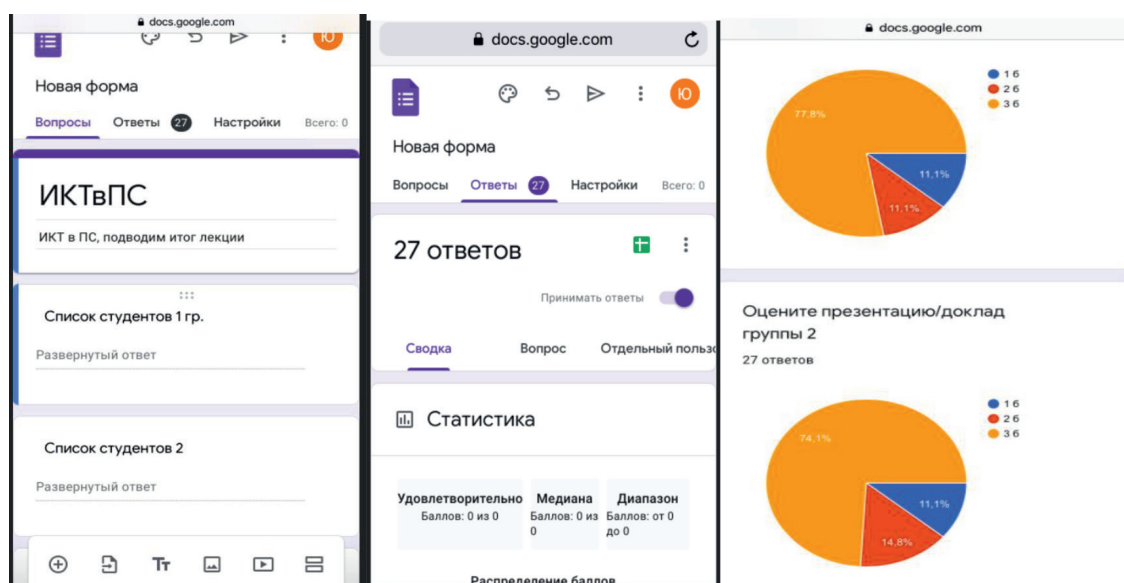 docs.google.com
Ю
Новая форма
Вопросы Ответы 27 Настройки Всего: 0
ИКТвПС
ИКТ в ПС, подводим итог лекции
Список студентов 1 гр.
Развернутый ответ
Список студентов 2
Развернутый ответ
Тт
docs.google.com
Ю
Новая форма
Вопросы Ответы 27 Настройки Всего: 0
27 ответов
Принимать ответы
Сводка Вопрос Отдельный пользо
Статистика
Удовлетворительно Медиана Диапазон
Баллов: 0 из 0 Баллов: 0 из Баллов: от 0
0 до 0
Распределение баллов
docs.google.com
1 б
2 б
3 б
77,8%
11,1%
11,1%
Оцените презентацию/доклад
группы 2
27 ответов
1 б
2 б
3 б
74,1%
11,1%
14,8%